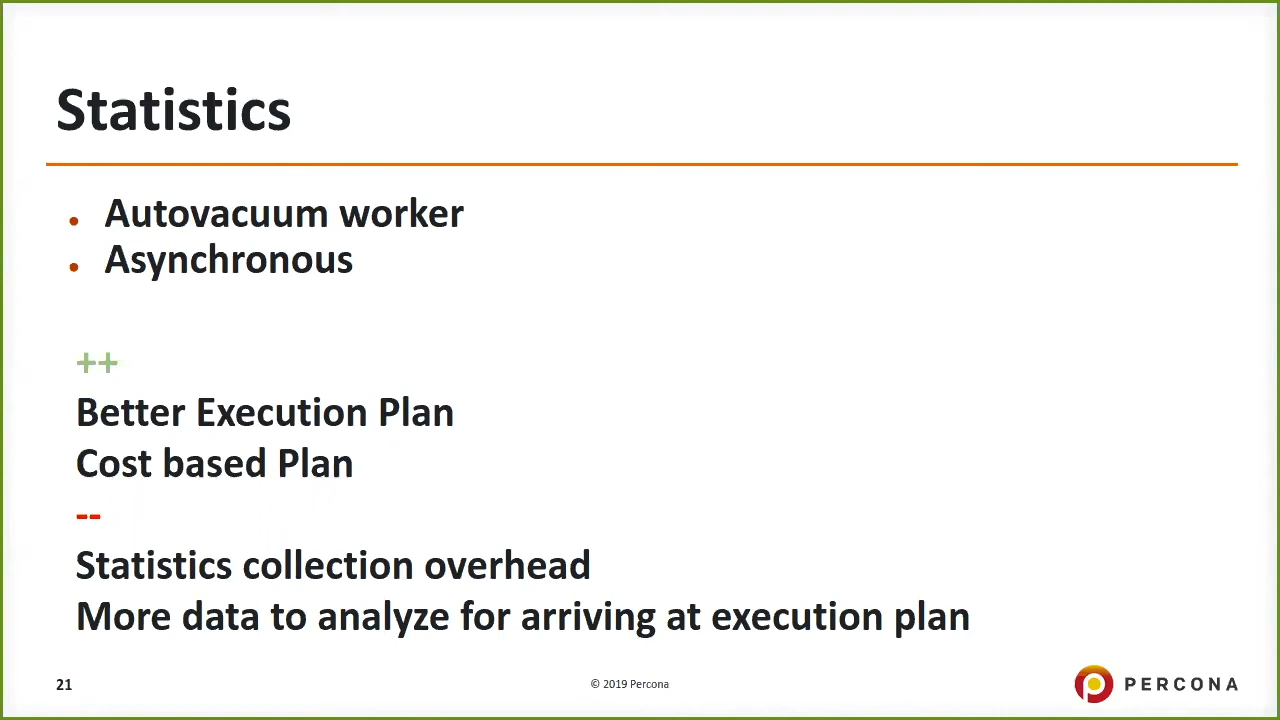 Statistics
• Autovacuum worker
• Asynchronous
++
Better Execution Plan
Cost based Plan
--
Statistics collection overhead
More data to analyze for arriving at execution plan
21
© 2019 Percona
PERCONA